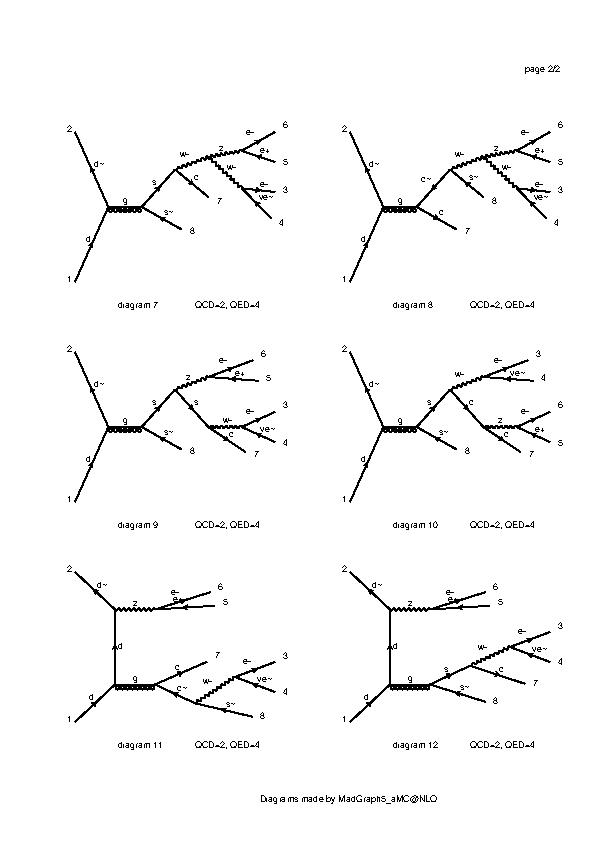 page 2/2
2 d~ g d 1 s w- z e- 6 e+ 5 w- e- 3 ve~ 4 c 7 s~ 8
diagram 7 QCD=2, QED=4
2 d~ g d 1 c~ w- z e- 6 e+ 5 w- e- 3 ve~ 4 s~ 8 c 7
diagram 8 QCD=2, QED=4
2 d~ g d 1 s z e- 6 e+ 5 s w- e- 3 ve~ 4 c 7 s~ 8
diagram 9 QCD=2, QED=4
2 d~ g d 1 s w- e- 3 ve~ 4 c z e- 6 e+ 5 c 7 s~ 8
diagram 10 QCD=2, QED=4
2 d~ z e- 6 5 d g d 1 c 7 c~ w- e- 3 ve~ 4 s~ 8
diagram 11 QCD=2, QED=4
2 d~ z e- 6 5 d g d 1 s w- e- 3 ve~ 4 c 7 s~ 8
diagram 12 QCD=2, QED=4
Diagrams made by MadGraph5_aMC@NLO